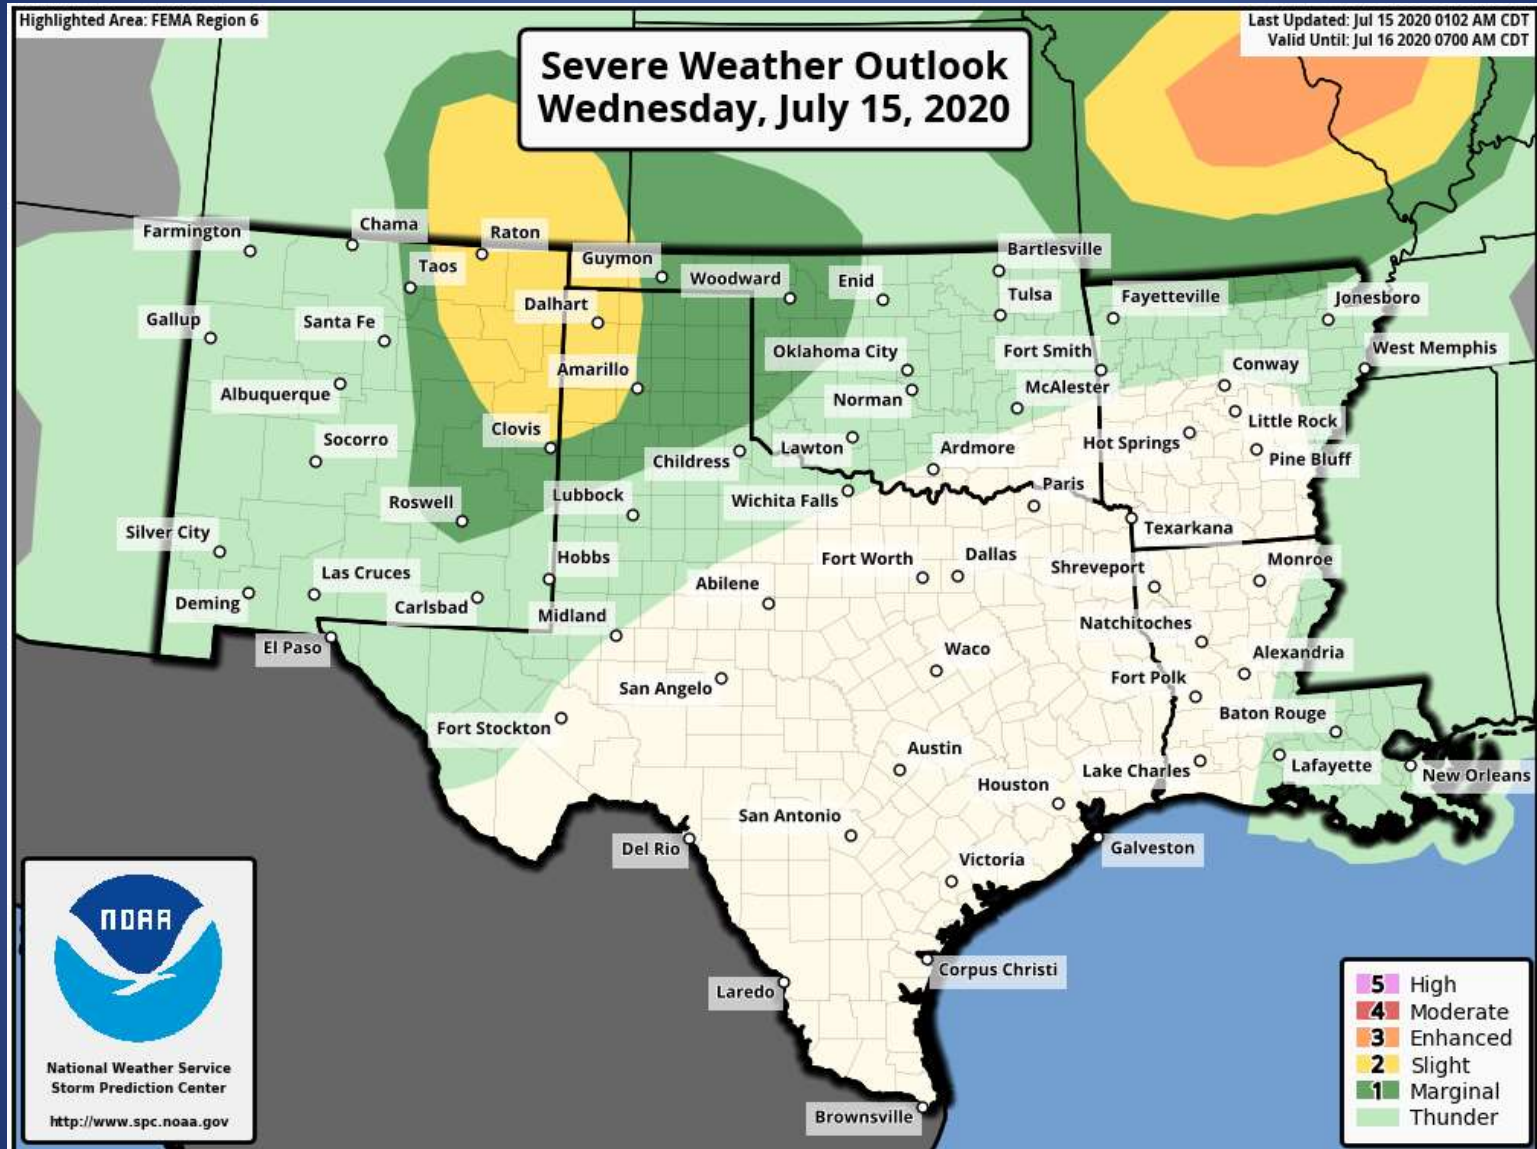 Highlighted Area: FEMA Region 6
Last Updated: Jul 15 2020 0102 AM CDT
Valid Until: Jul 16 2020 0700 AM CDT
Severe Weather Outlook
Wednesday, July 15, 2020
Farmington
Chama
Raton
Taos
Guymon
Woodward
Enid
Bartlesville
Tulsa
Fayetteville
Jonesboro
Gallup
Santa Fe
Dalhart
Oklahoma City
Fort Smith
Conway
West Memphis
Albuquerque
Amarillo
Norman
McAlester
Little Rock
Socorro
Clovis
Childress
Lawton
Ardmore
Hot Springs
Pine Bluff
Roswell
Lubbock
Wichita Falls
Paris
Texarkana
Silver City
Hobbs
Fort Worth
Dallas
Shreveport
Monroe
Las Cruces
Deming
Carlsbad
Midland
Abilene
Natchitoches
El Paso
San Angelo
Waco
Alexandria
Fort Polk
Fort Stockton
Baton Rouge
Austin
Houston
Lake Charles
Lafayette
New Orleans
San Antonio
Del Rio
Galveston
Victoria
Corpus Christi
Laredo
Brownsville
NOAA
National Weather Service
Storm Prediction Center
http://www.spc.noaa.gov
5 High
4 Moderate
3 Enhanced
2 Slight
1 Marginal
Thunder